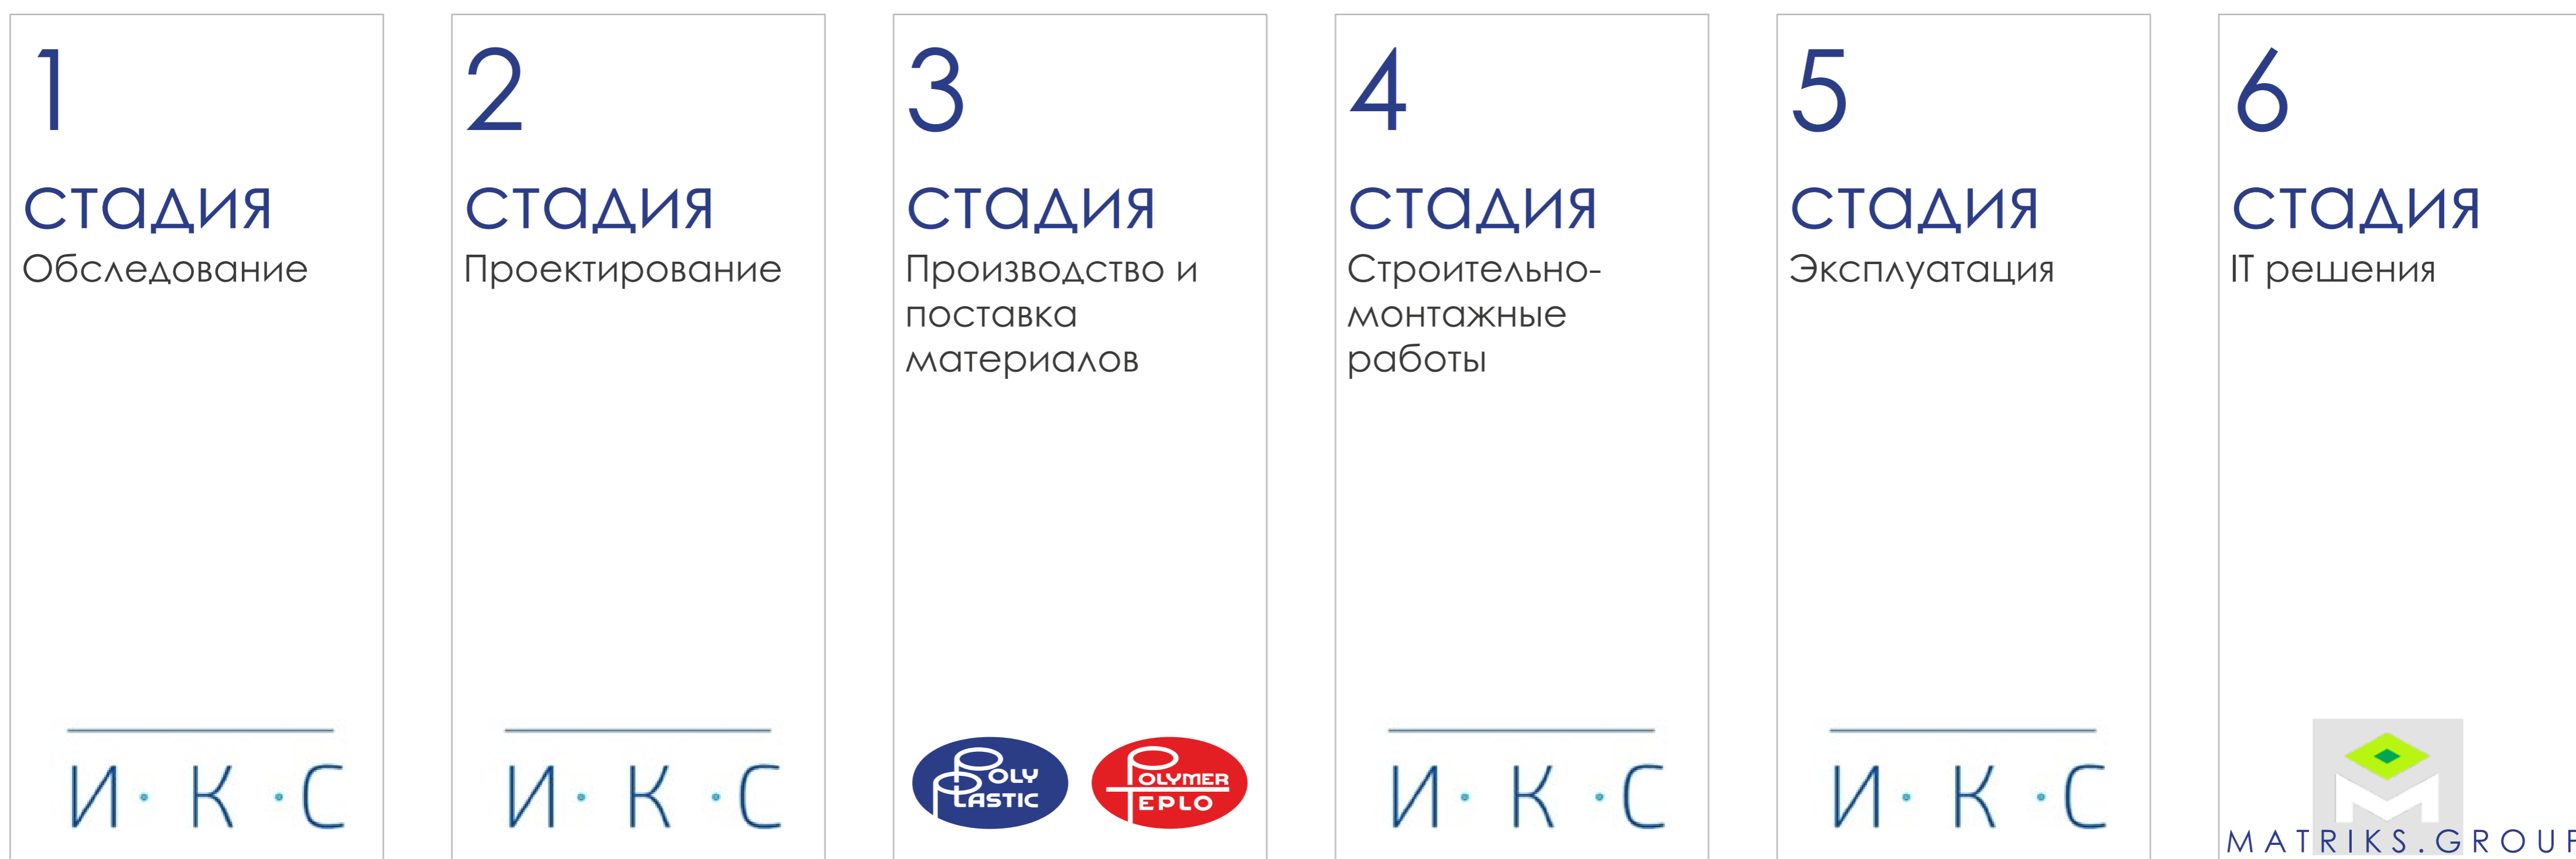 1
стадия
Обследование
И · К · С
2
стадия
Проектирование
И · К · С
3
стадия
Производство и
поставка
материалов
POLY
PLASTIC
POLYMER
TEPLO
4
стадия
Строительно-
монтажные
работы
И · К · С
5
стадия
Эксплуатация
И · К · С
6
стадия
IT решения
MATRIKS.GROUP